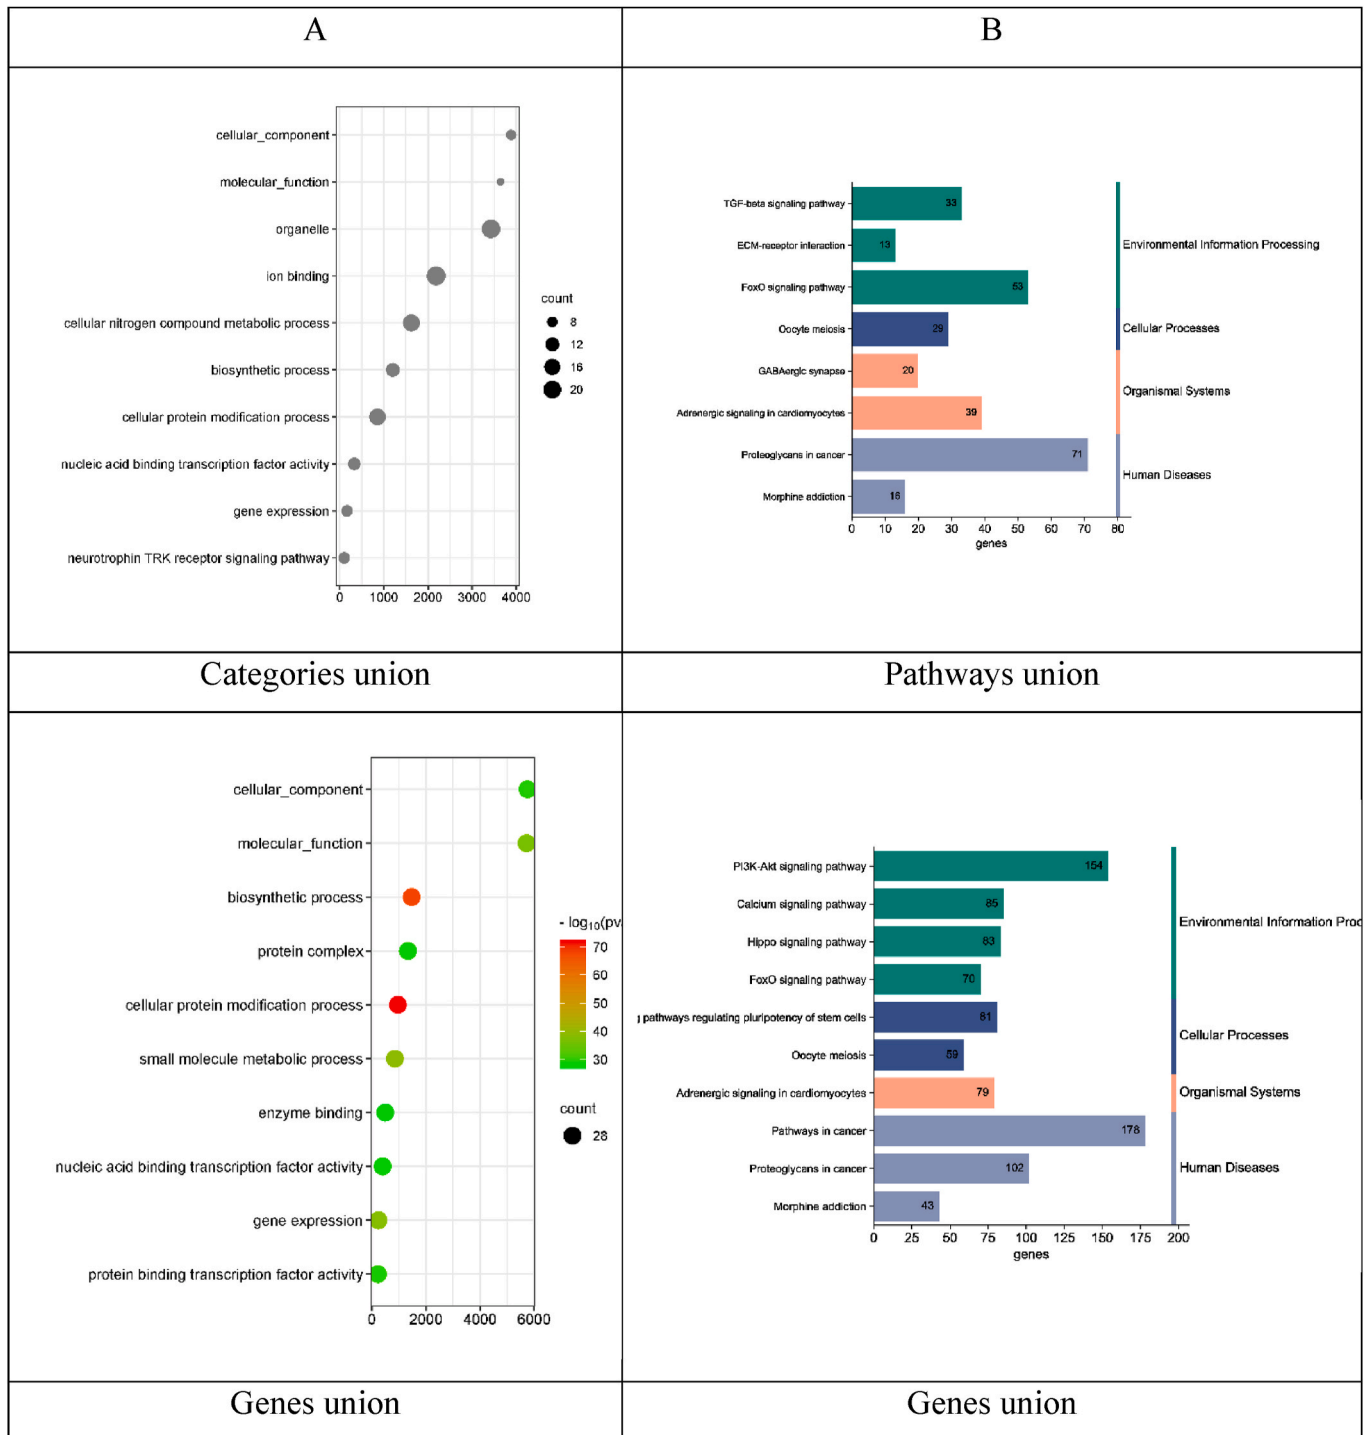 A
B
cellular_component
molecular_function
organelle
ion binding
cellular nitrogen compound metabolic process
biosynthetic process
cellular protein modification process
nucleic acid binding transcription factor activity
gene expression
neurotrophin TRK receptor signaling pathway
0 1000 2000 3000 4000
count
8
12
16
20
TGF-beta signaling pathway 33
ECM-receptor interaction 13
FoxO signaling pathway 53
Oocyte meiosis 29
GABAergic synapse 20
Adrenergic signaling in cardiomyocytes 39
Proteoglycans in cancer 71
Morphine addiction 16
0 10 20 30 40 50 60 70 80
genes
Environmental Information Processing
Cellular Processes
Organismal Systems
Human Diseases
Categories union
Pathways union
cellular_component
molecular_function
biosynthetic process
protein complex
cellular protein modification process
small molecule metabolic process
enzyme binding
nucleic acid binding transcription factor activity
gene expression
protein binding transcription factor activity
0 2000 4000 6000
- log10(pv
70
60
50
40
30
count
28
PI3K-Akt signaling pathway 154
Calcium signaling pathway 85
Hippo signaling pathway 83
FoxO signaling pathway 70
pathways regulating pluripotency of stem cells 81
Oocyte meiosis 59
Adrenergic signaling in cardiomyocytes 79
Pathways in cancer 178
Proteoglycans in cancer 102
Morphine addiction 43
0 25 50 75 100 125 150 175 200
genes
Environmental Information Proc
Cellular Processes
Organismal Systems
Human Diseases
Genes union
Genes union